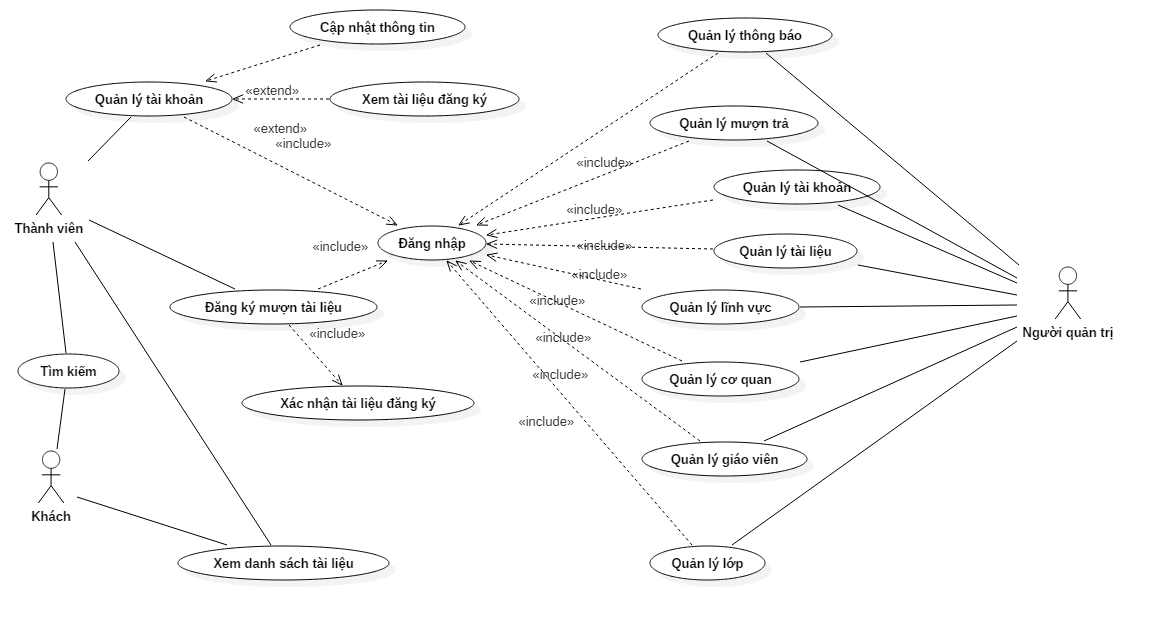 Cập nhật thông tin
Quản lý thông báo
Quản lý tài khoản
«extend»
Xem tài liệu đăng ký
«extend»
«include»
Quản lý mượn trả
«include»
Quản lý tài khoản
«include»
Thành viên
Đăng nhập
«include»
«include»
Quản lý tài liệu
«include»
Đăng ký mượn tài liệu
«include»
Quản lý lĩnh vực
«include»
«include»
Người quản trị
Tìm kiếm
«include»
Quản lý cơ quan
Xác nhận tài liệu đăng ký
«include»
Quản lý giáo viên
Khách
Xem danh sách tài liệu
Quản lý lớp